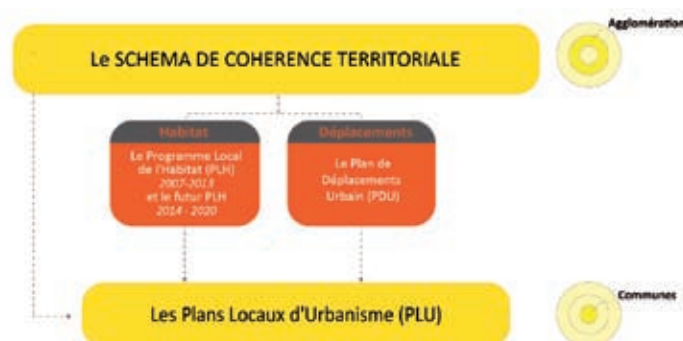 Agglomération
Le SCHEMA DE COHERENCE TERRITORIALE
Habitat
Le Programme Local
de l'Habitat (PLH)
2007-2013
et le futur PLH
2014 - 2020
Déplacements
Le Plan de
Déplacements
Urbain (PDU)
Les Plans Locaux d'Urbanisme (PLU)
Communes